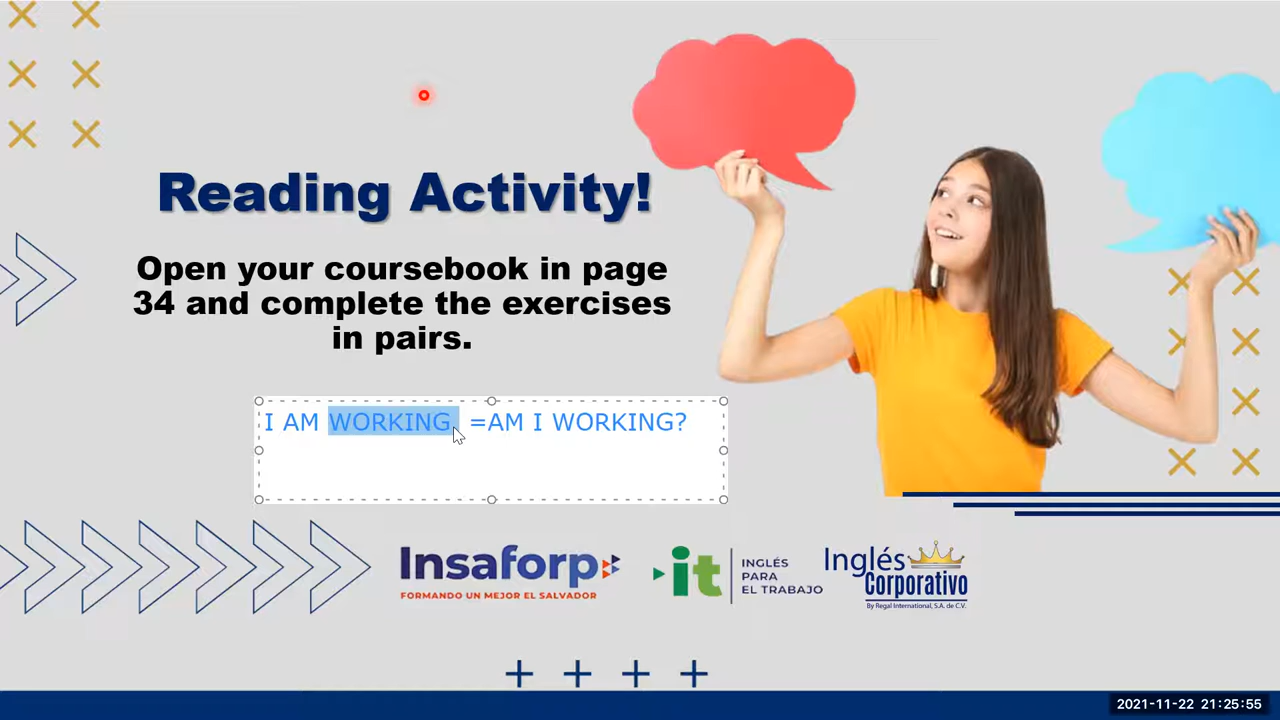 Reading Activity!
Open your coursebook in page
34 and complete the exercises
in pairs.
I AM WORKING =AM I WORKING?
Insaforp
FORMANDO UN MEJOR EL SALVADOR
it
INGLÉS
PARA
EL TRABAJO
Inglés
Corporativo
By Regal International, S.A. de C.V.
2021-11-22 21:25:55